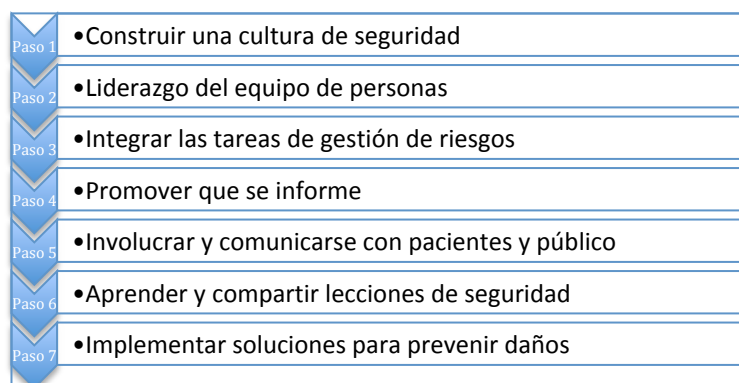 Paso 1 •Construir una cultura de seguridad
Paso 2 •Liderazgo del equipo de personas
Paso 3 •Integrar las tareas de gestión de riesgos
Paso 4 •Promover que se informe
Paso 5 •Involucrar y comunicarse con pacientes y público
Paso 6 •Aprender y compartir lecciones de seguridad
Paso 7 •Implementar soluciones para prevenir daños